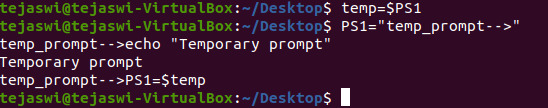 tejaswi@tejaswi-VirtualBox:~/Desktop$ temp=$PS1
tejaswi@tejaswi-VirtualBox:~/Desktop$ PS1="temp_prompt-->"
temp_prompt-->echo "Temporary prompt"
Temporary prompt
temp_prompt-->PS1=$temp
tejaswi@tejaswi-VirtualBox:~/Desktop$